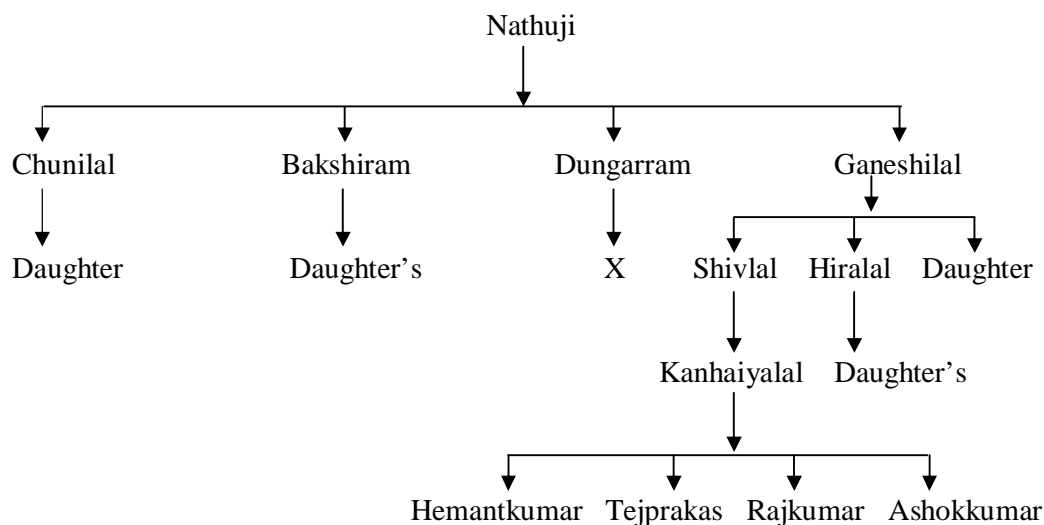 Nathuji
Chunilal Bakshiram Dungarram Ganeshilal
Daughter Daughter’s X Shivlal Hiralal Daughter
Kanhaiyalal Daughter’s
Hemantkumar Tejprakas Rajkumar Ashokkumar